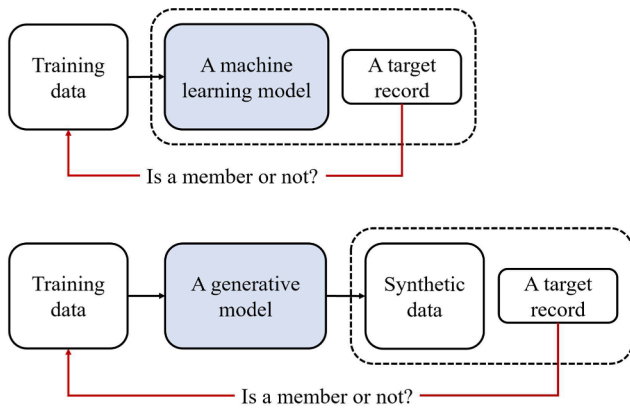 Training
data
A machine
learning model
A target
record
Is a member or not?
Training
data
A generative
model
Synthetic
data
A target
record
Is a member or not?